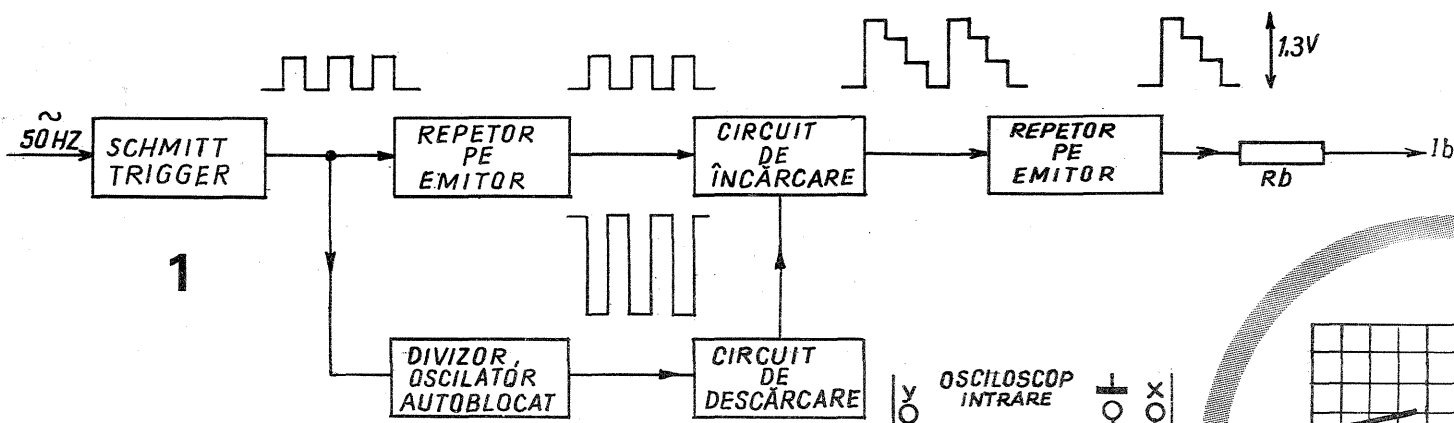 1.3V
~
50HZ
SCHMITT
TRIGGER
REPETOR
PE
EMITOR
CIRCUIT
DE
ÎNCĂRCARE
REPETOR
PE
EMITOR
Rb
Ib
1
DIVIZOR,
OSCILATOR
AUTOBLOCAT
CIRCUIT
DE
DESCĂRCARE
Y
OSCILOSCOP
INTRARE
X